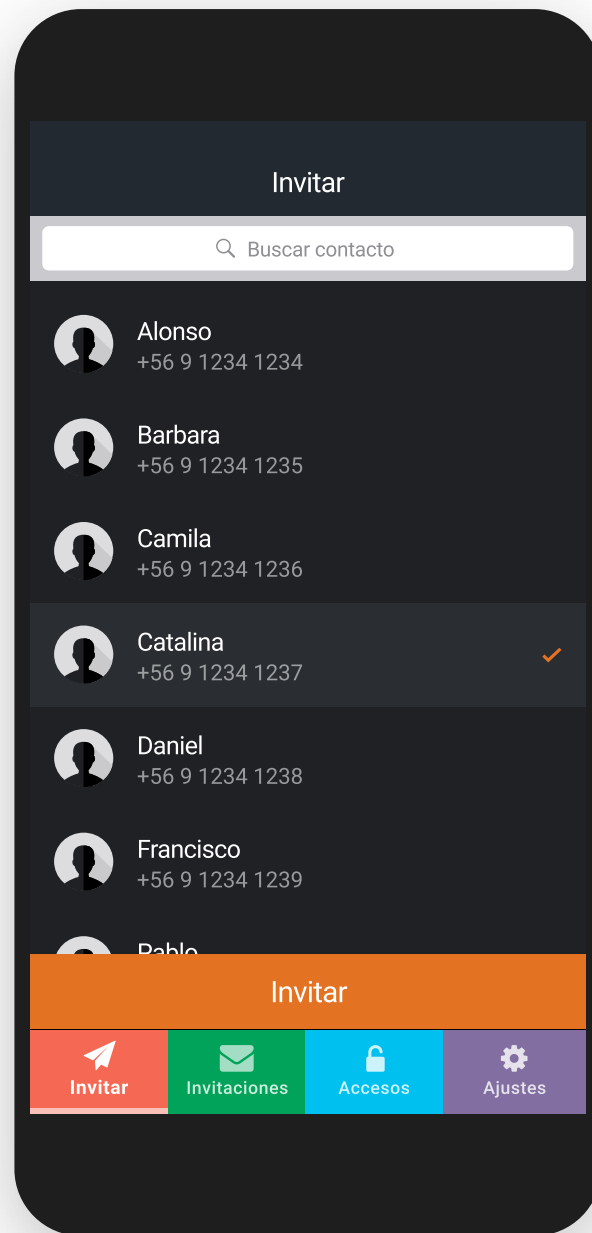 Invitar
Buscar contacto
Alonso
+56 9 1234 1234
Barbara
+56 9 1234 1235
Camila
+56 9 1234 1236
Catalina
+56 9 1234 1237
Daniel
+56 9 1234 1238
Francisco
+56 9 1234 1239
Pablo
Invitar
Invitar Invitaciones Accesos Ajustes